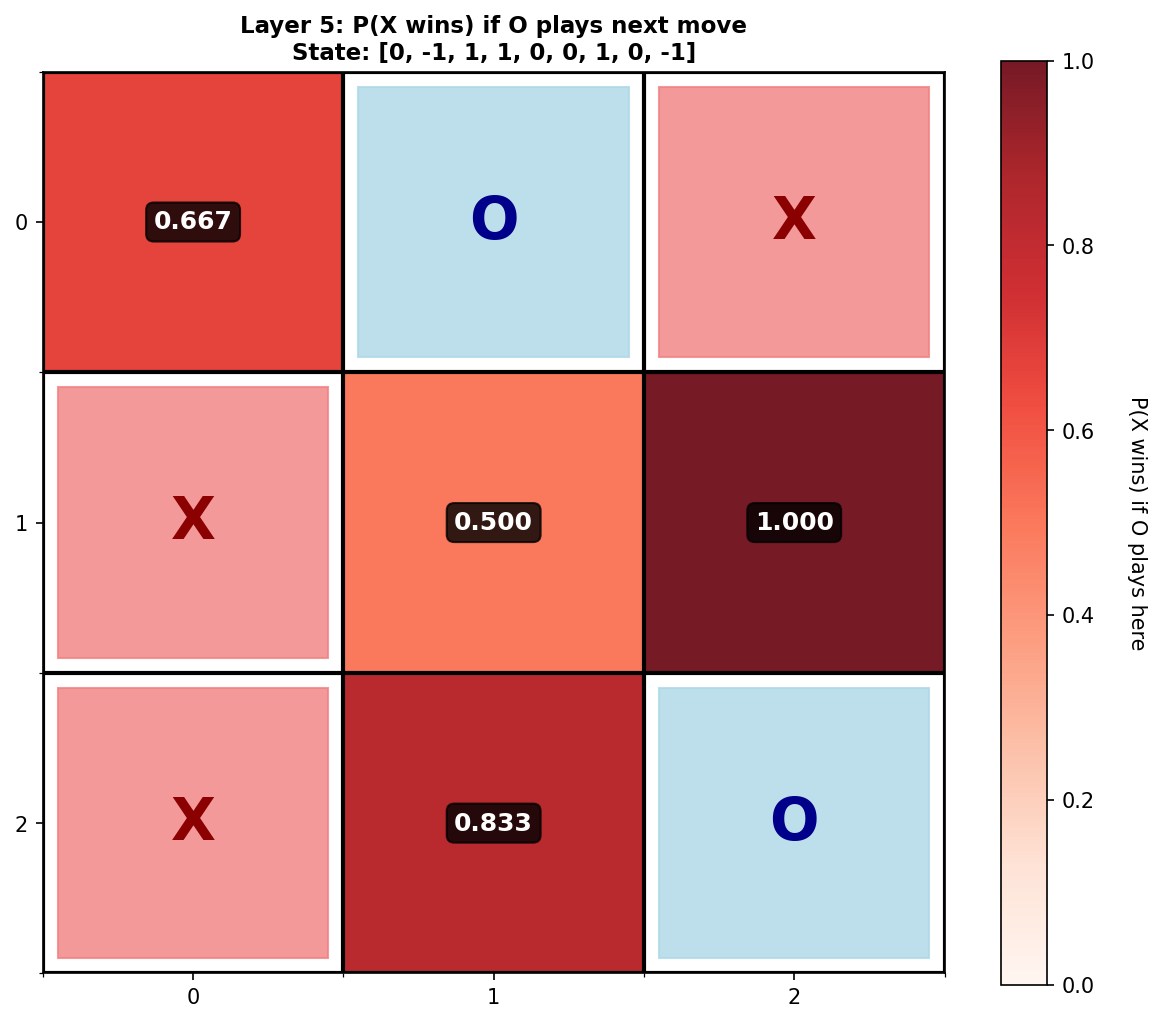 Layer 5: P(X wins) if O plays next move
State: [0, -1, 1, 1, 0, 0, 1, 0, -1]
0
0.667
O
X
1
X
0.500
1.000
2
X
0.833
O
0
1
2
1.0
0.8
0.6
0.4
0.2
0.0
P(X wins) if O plays here